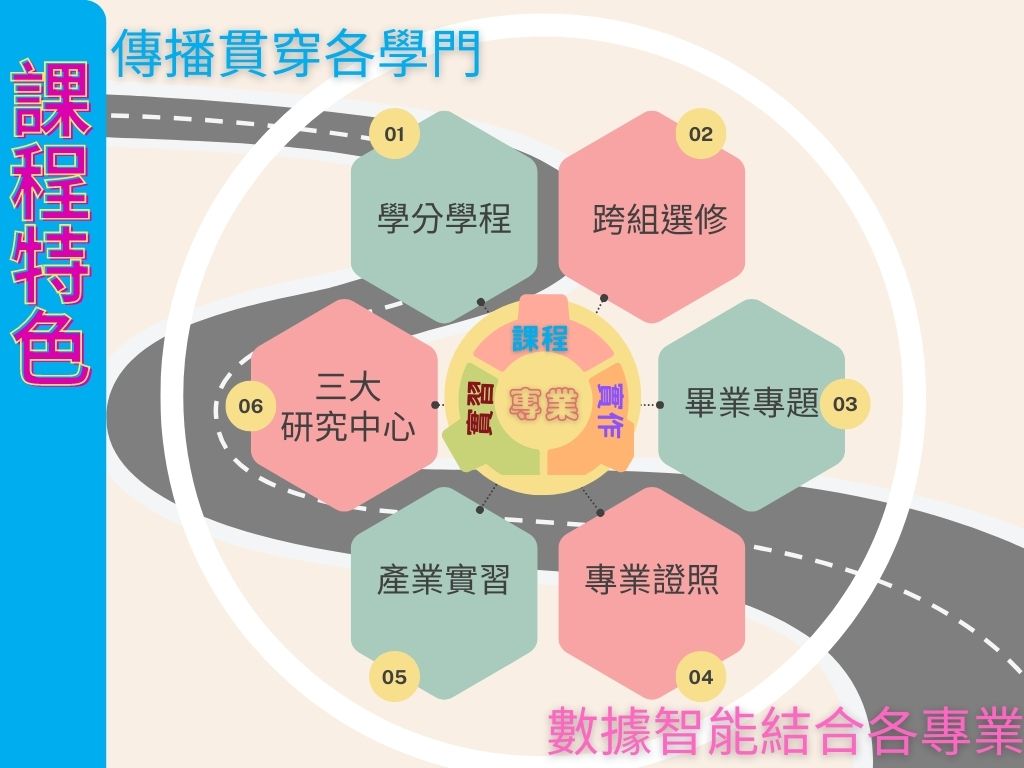 課程特色
傳播貫穿各學門
01
學分學程
02
跨組選修
03
畢業專題
04
專業證照
05
產業實習
06
三大
研究中心
課程
實作
實習
專業
數據智能結合各專業